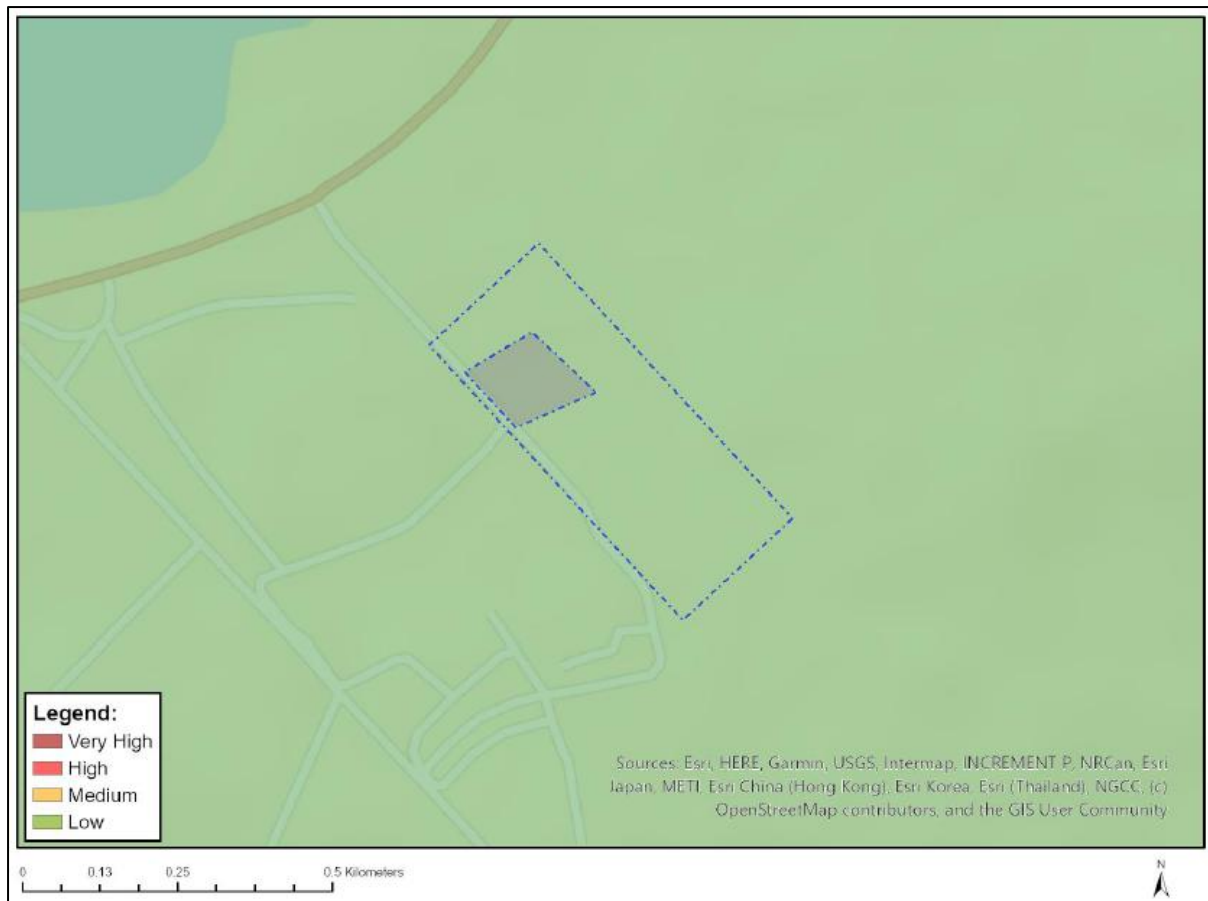 Legend:
Very High
High
Medium
Low
Sources: Esri, HERE, Garmin, USGS, Intermap, INCREMENT P, NRCan, Esri
Japan, METI, Esri China (Hong Kong), Esri Korea, Esri (Thailand), NGCC, (c)
OpenStreetMap contributors, and the GIS User Community
0 0.13 0.25 0.5 Kilometers
N